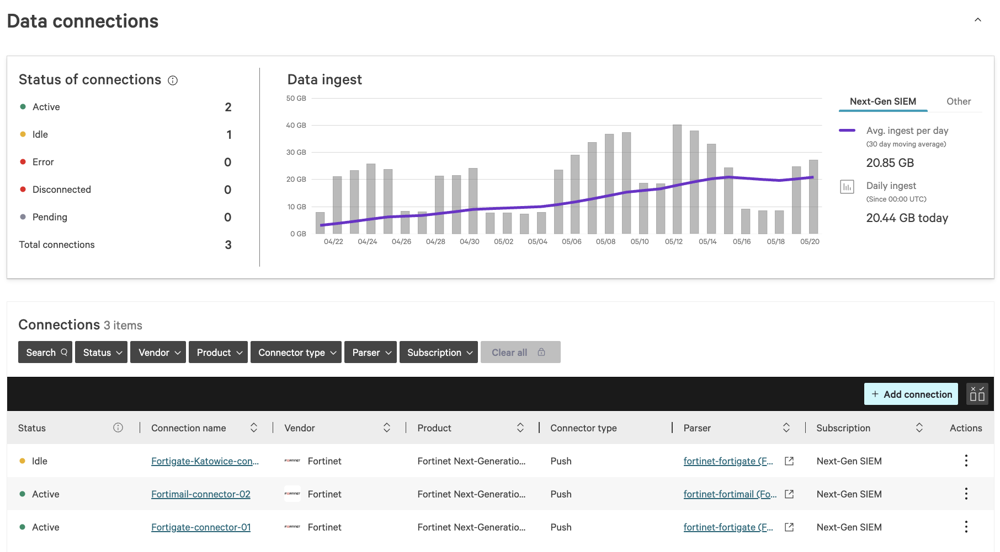 Data connections
Status of connections
Active 2
Idle 1
Error 0
Disconnected 0
Pending 0
Total connections 3
Data ingest
50 GB
40 GB
30 GB
20 GB
10 GB
0 GB
04/22 04/24 04/26 04/28 04/30 05/02 05/04 05/06 05/08 05/10 05/12 05/14 05/16 05/18 05/20
Next-Gen SIEM Other
Avg. ingest per day
(30 day moving average)
20.85 GB
Daily ingest
(Since 00:00 UTC)
20.44 GB today
Connections 3 items
Search Status Vendor Product Connector type Parser Subscription Clear all
+ Add connection
Status Connection name Vendor Product Connector type Parser Subscription Actions
Idle Fortigate-Katowice-con... FORTINET Fortinet Fortinet Next-Generatio... Push fortinet-fortigate (F... Next-Gen SIEM
Active Fortimail-connector-02 FORTINET Fortinet Fortinet Next-Generatio... Push fortinet-fortimail (Fo... Next-Gen SIEM
Active Fortigate-connector-01 FORTINET Fortinet Fortinet Next-Generatio... Push fortinet-fortigate (F... Next-Gen SIEM